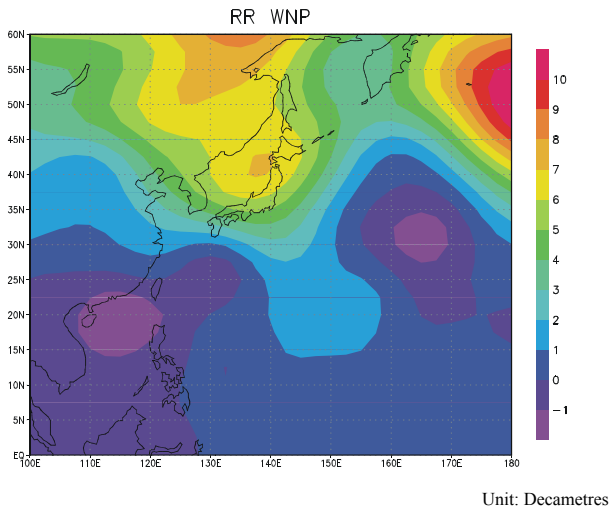 RR WNP
60N
55N
50N
45N
40N
35N
30N
25N
20N
15N
10N
5N
EQ
100E 110E 120E 130E 140E 150E 160E 170E 180
10
9
8
7
6
5
4
3
2
1
0
−1
Unit: Decametres